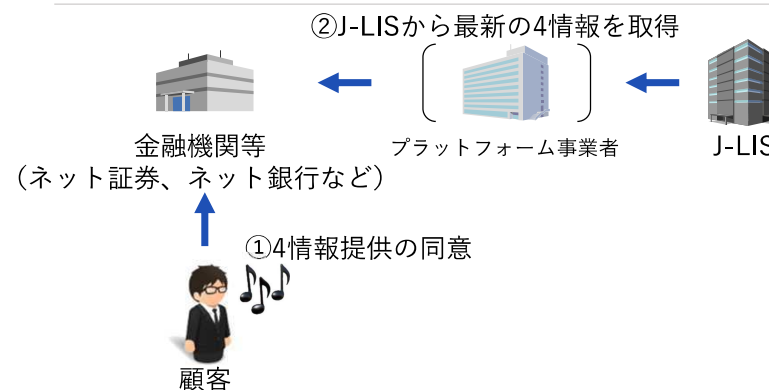 ②J-LISから最新の4情報を取得
金融機関等
(ネット証券、ネット銀行など)
プラットフォーム事業者
J-LIS
①4情報提供の同意
顧客